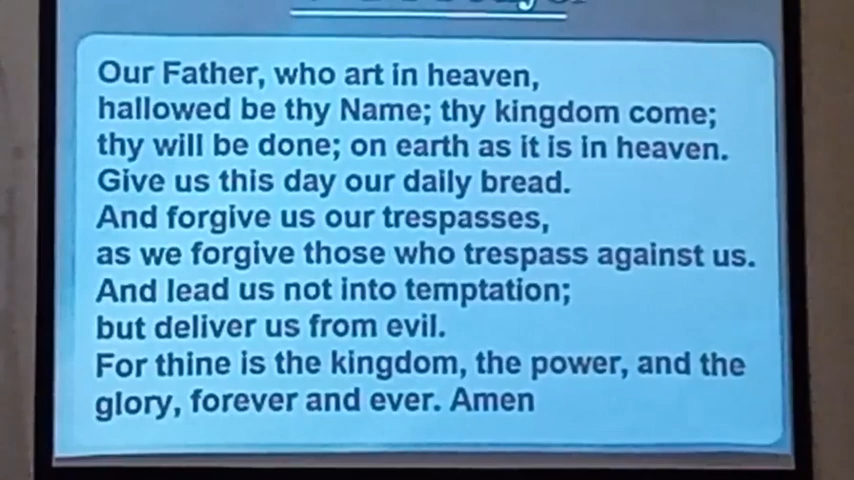 Our Father, who art in heaven,
hallowed be thy Name; thy kingdom come;
thy will be done; on earth as it is in heaven.
Give us this day our daily bread.
And forgive us our trespasses,
as we forgive those who trespass against us.
And lead us not into temptation;
but deliver us from evil.
For thine is the kingdom, the power, and the
glory, forever and ever. Amen